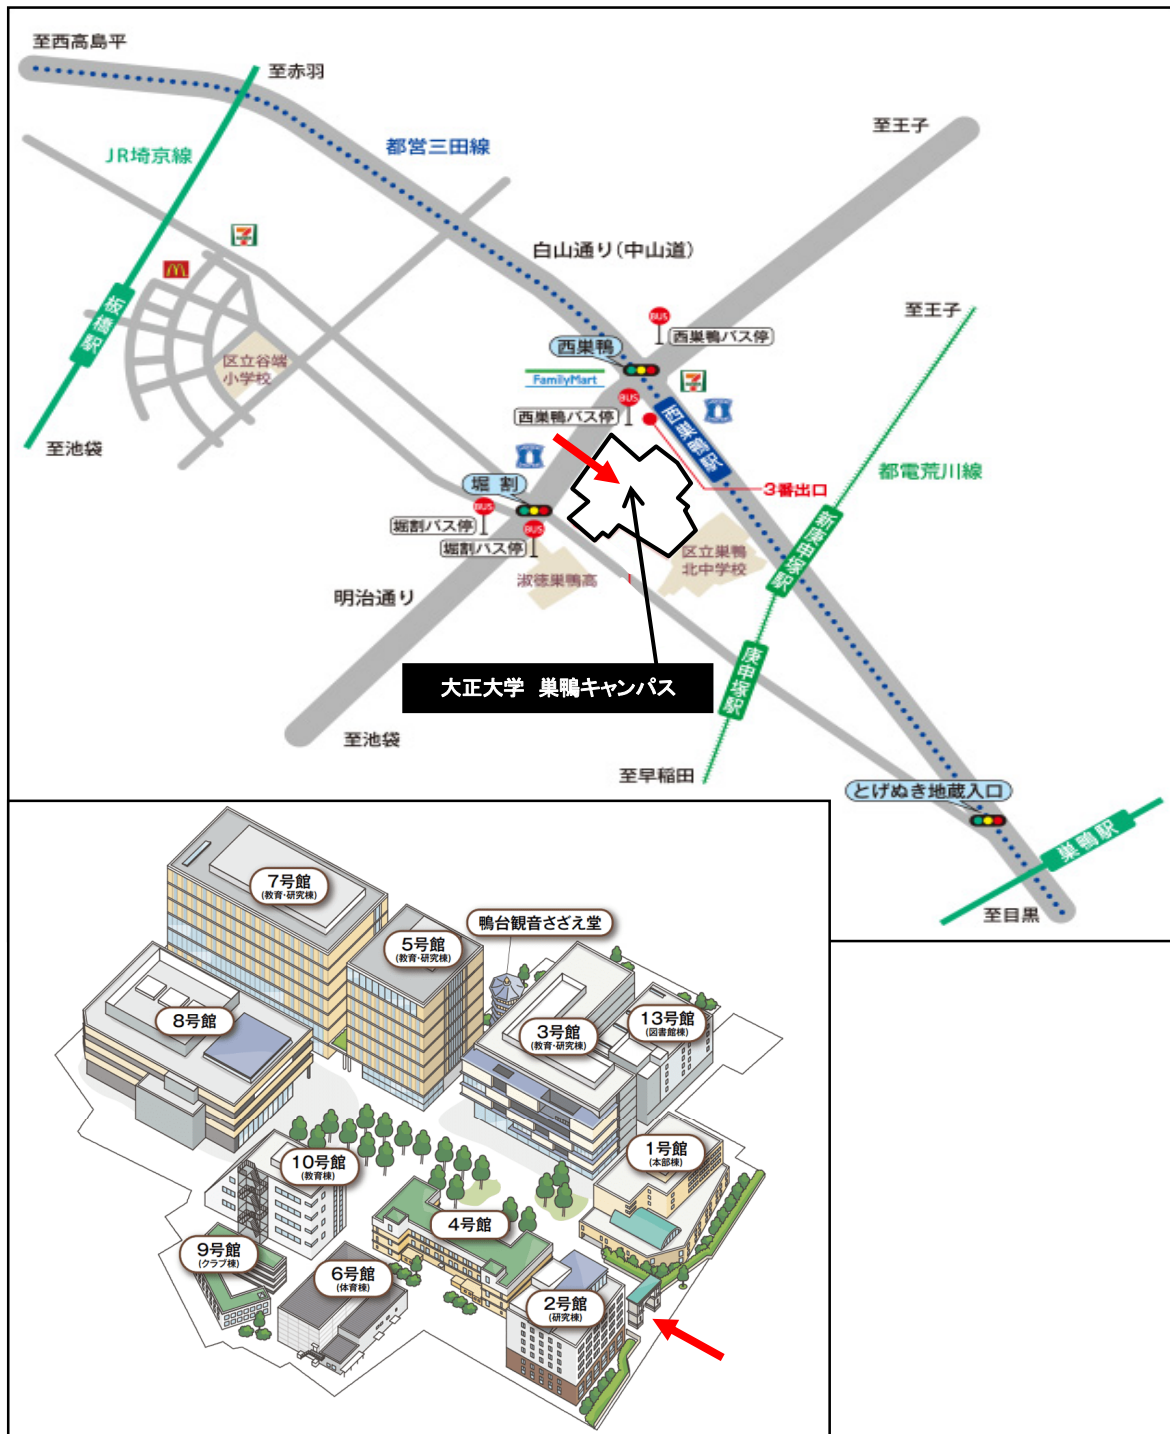 至西高島平
至赤羽
JR埼京線
都営三田線
至王子
白山通り(中山道)
板橋駅
区立谷端
小学校
至池袋
BUS
西巣鴨バス停
西巣鴨
FamilyMart
BUS
西巣鴨バス停
西巣鴨駅
3番出口
至王子
都電荒川線
新庚申塚駅
堀割
BUS
堀割バス停
BUS
堀割バス停
区立巣鴨
北中学校
淑徳巣鴨高
明治通り
庚申塚駅
大正大学 巣鴨キャンパス
至池袋
至早稲田
とげぬき地蔵入口
巣鴨駅
至目黒
7号館
(教育・研究棟)
5号館
(教育・研究棟)
鴨台観音さざえ堂
8号館
3号館
(教育・研究棟)
13号館
(図書館棟)
10号館
(教育棟)
1号館
(本部棟)
4号館
9号館
(クラブ棟)
6号館
(体育棟)
2号館
(研究棟)